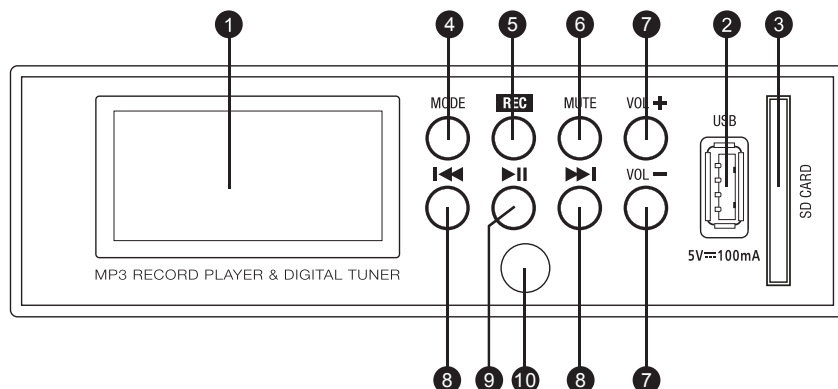 1 4 5 6 7 2 3
MODE REC MUTE VOL + USB
VOL −
SD CARD
5V⎓100mA
MP3 RECORD PLAYER & DIGITAL TUNER
8 9 10 8 7